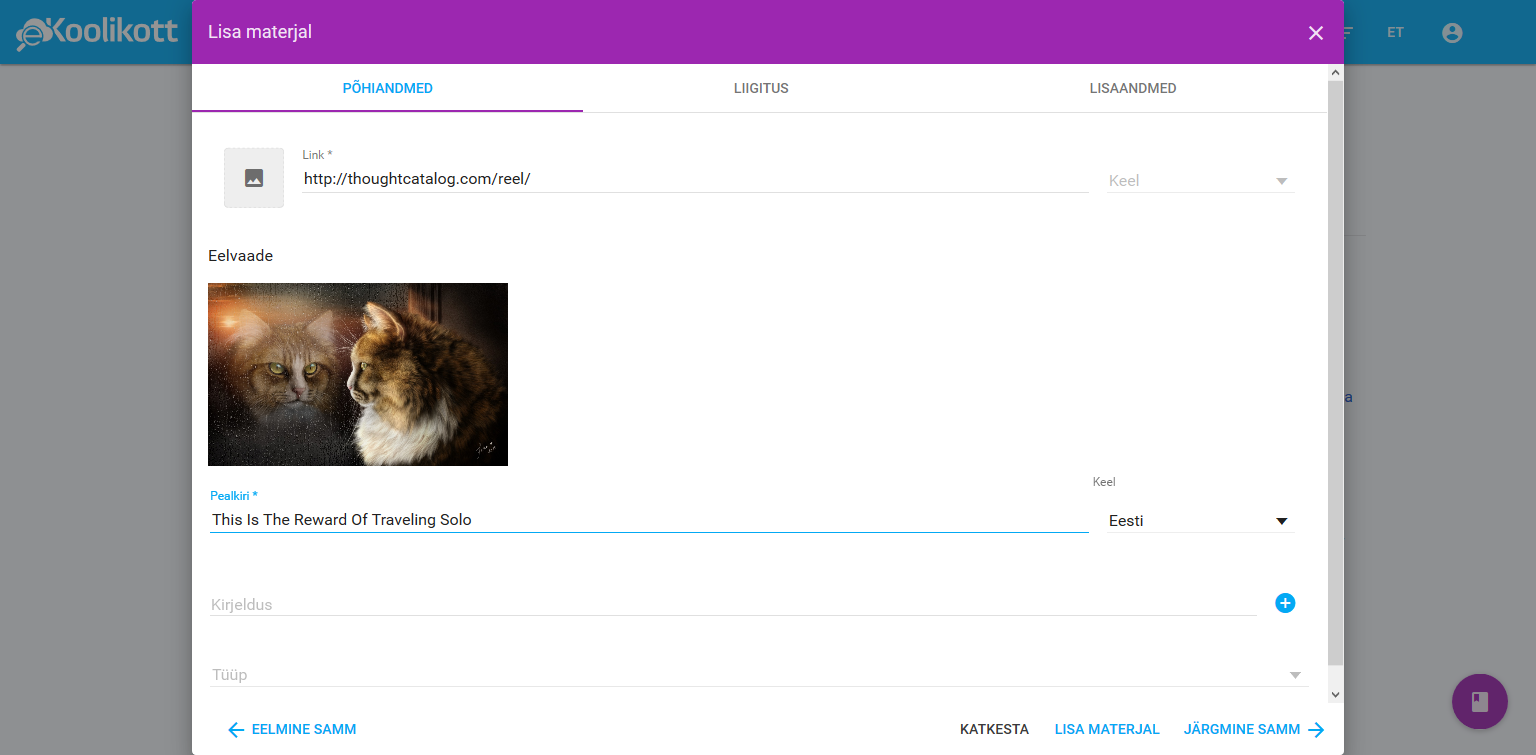 Koolikott
Lisa materjal
ET
PÕHIANDMED
LIIGITUS
LISAANDMED
Link *
http://thoughtcatalog.com/reel/
Keel
Eelvaade
a
Keel
Pealkiri *
This Is The Reward Of Traveling Solo
Eesti
Kirjeldus
Tüüp
EELMINE SAMM
KATKESTA
LISA MATERJAL
JÄRGMINE SAMM